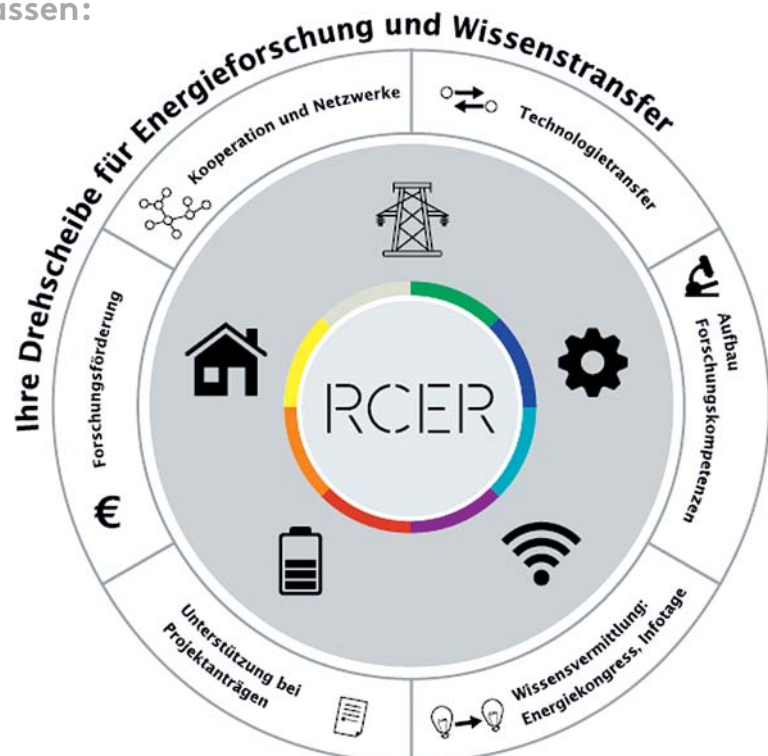 assen:
Ihre Drehscheibe für Energieforschung und Wissenstransfer
Kooperation und Netzwerke
Technologietransfer
Aufbau
Forschungskompetenzen
Wissensvermittlung:
Energiekongress, Infotage
Unterstützung bei
Projektanträgen
€
Forschungsförderung
RCER